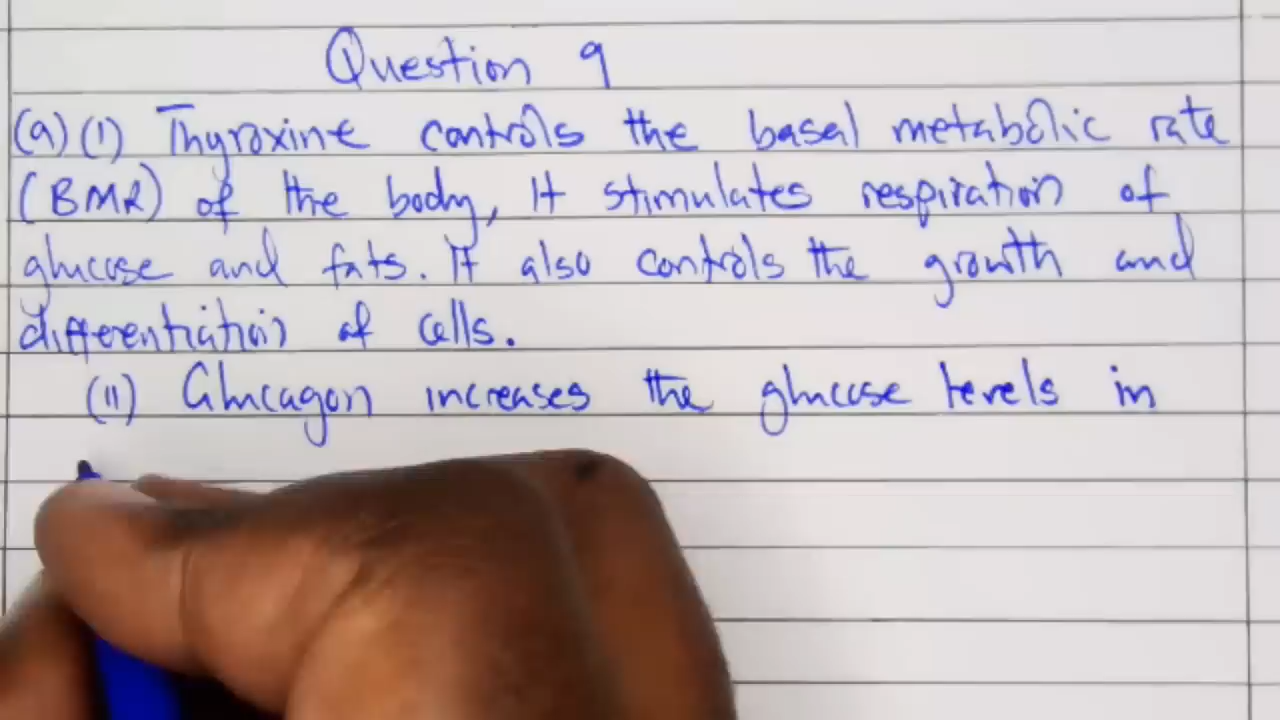 Question 9
(a) (i) Thyroxine controls the basal metabolic rate
(BMR) of the body, It stimulates respiration of
glucose and fats. It also controls the growth and
differentiation of cells.
(ii) Glucagon increases the glucose levels in